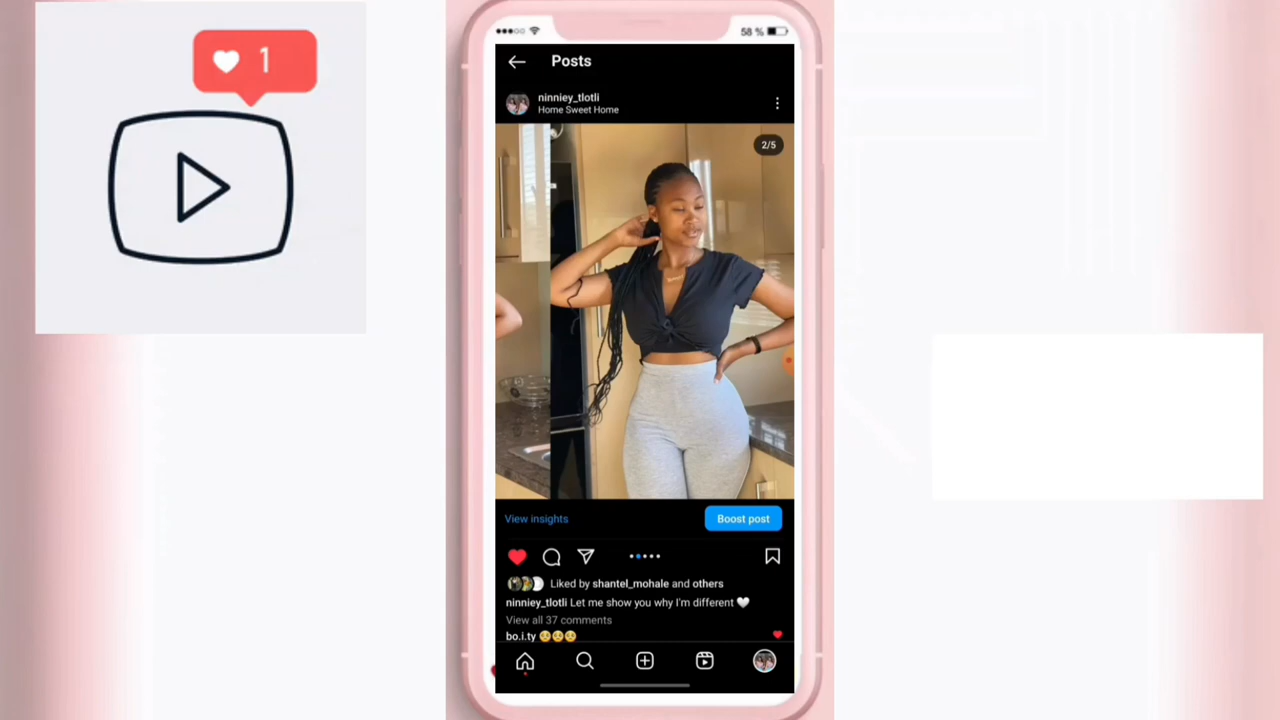 1
58 %
Posts
ninniey_tlotli
Home Sweet Home
2/5
View insights
Boost post
Liked by shantel_mohale and others
ninniey_tlotli Let me show you why I'm different 🤍
View all 37 comments
bo.i.ty 🥺🥺🥺